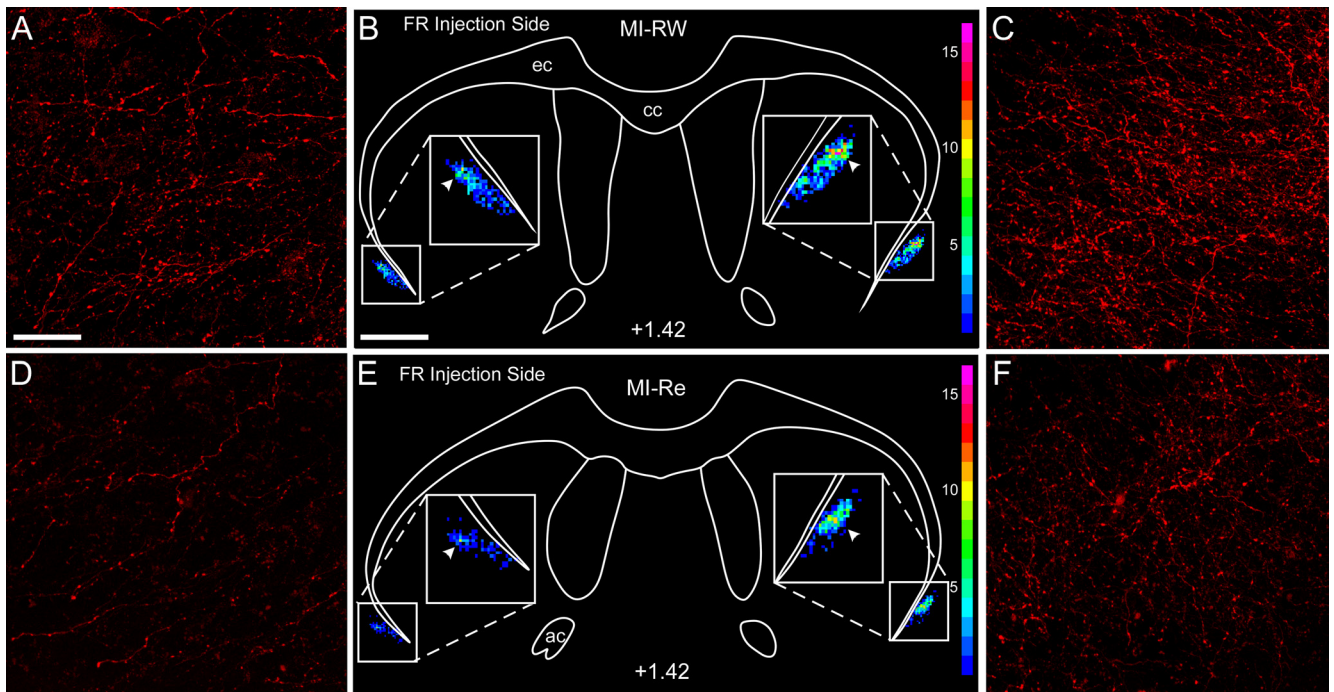 A
B
FR Injection Side
MI-RW
C
ec
cc
15
10
5
+1.42
D
E
FR Injection Side
MI-Re
F
15
10
5
ac
+1.42